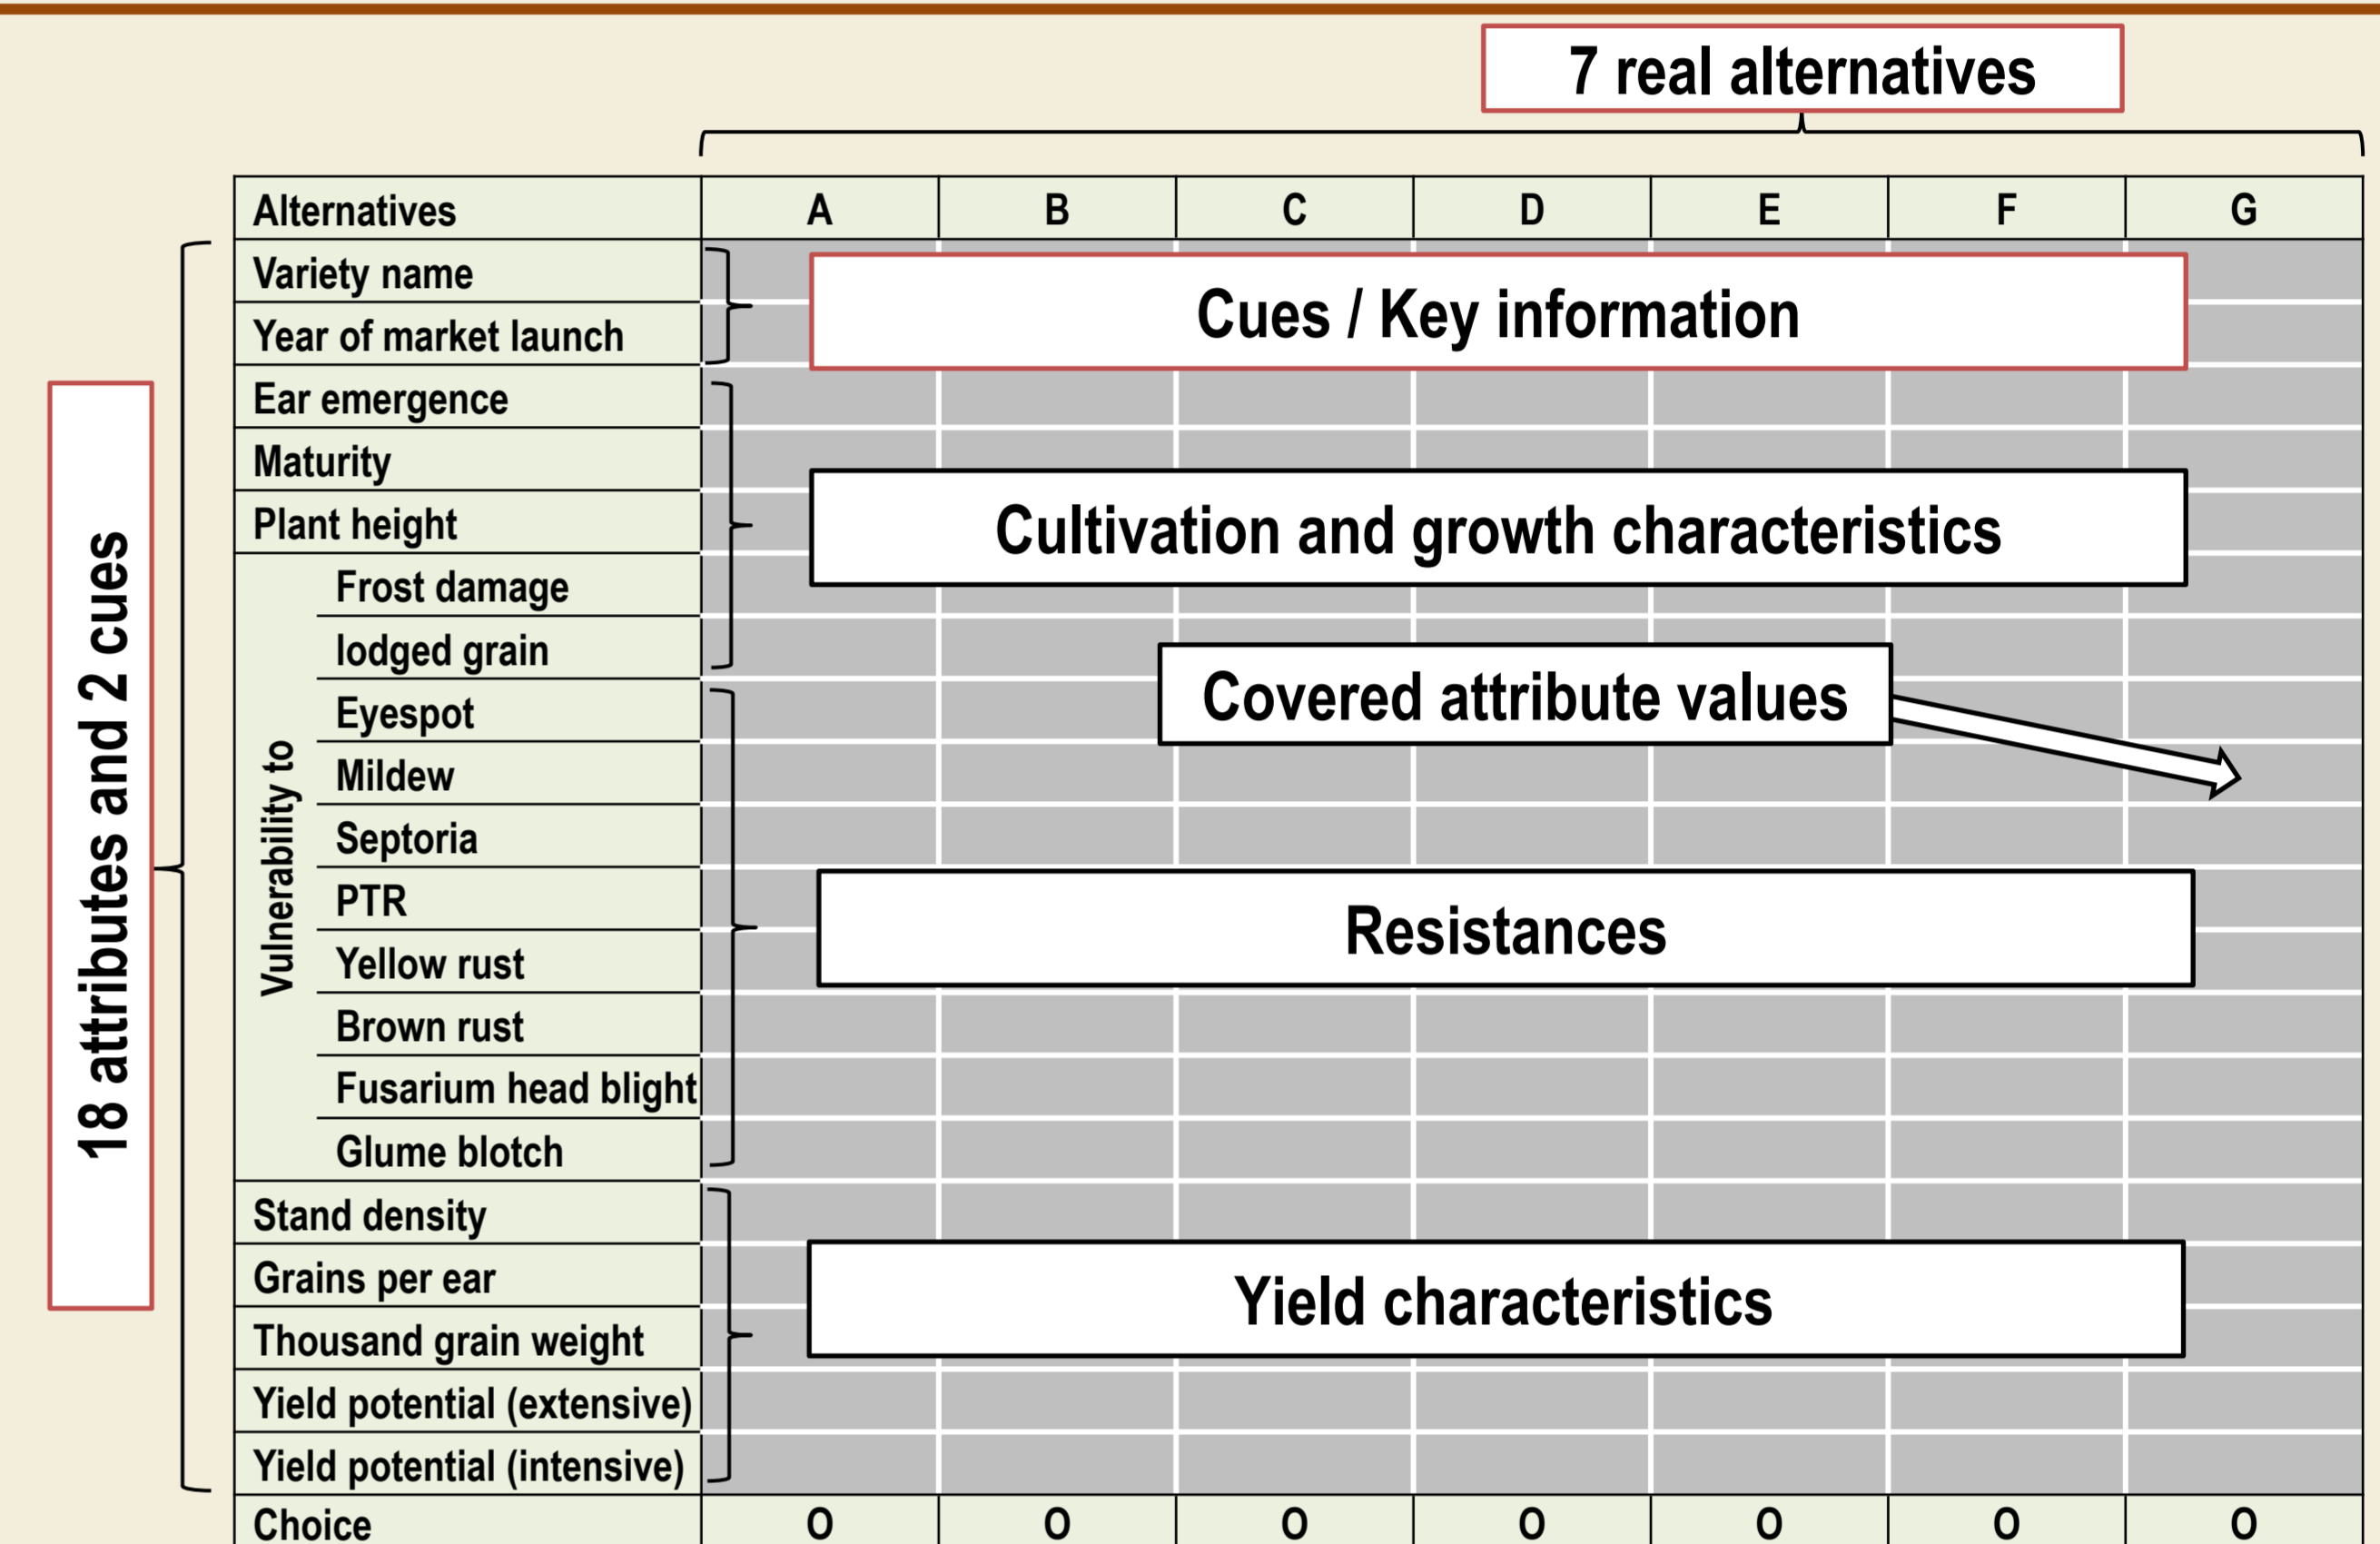 7 real alternatives
Alternatives A B C D E F G
18 attributes and 2 cues
Variety name
Year of market launch
Cues / Key information
Ear emergence
Maturity
Plant height
Cultivation and growth characteristics
Vulnerability to
Frost damage
lodged grain
Covered attribute values
Eyespot
Mildew
Septoria
PTR
Yellow rust
Resistances
Brown rust
Fusarium head blight
Glume blotch
Stand density
Grains per ear
Thousand grain weight
Yield characteristics
Yield potential (extensive)
Yield potential (intensive)
Choice O O O O O O O